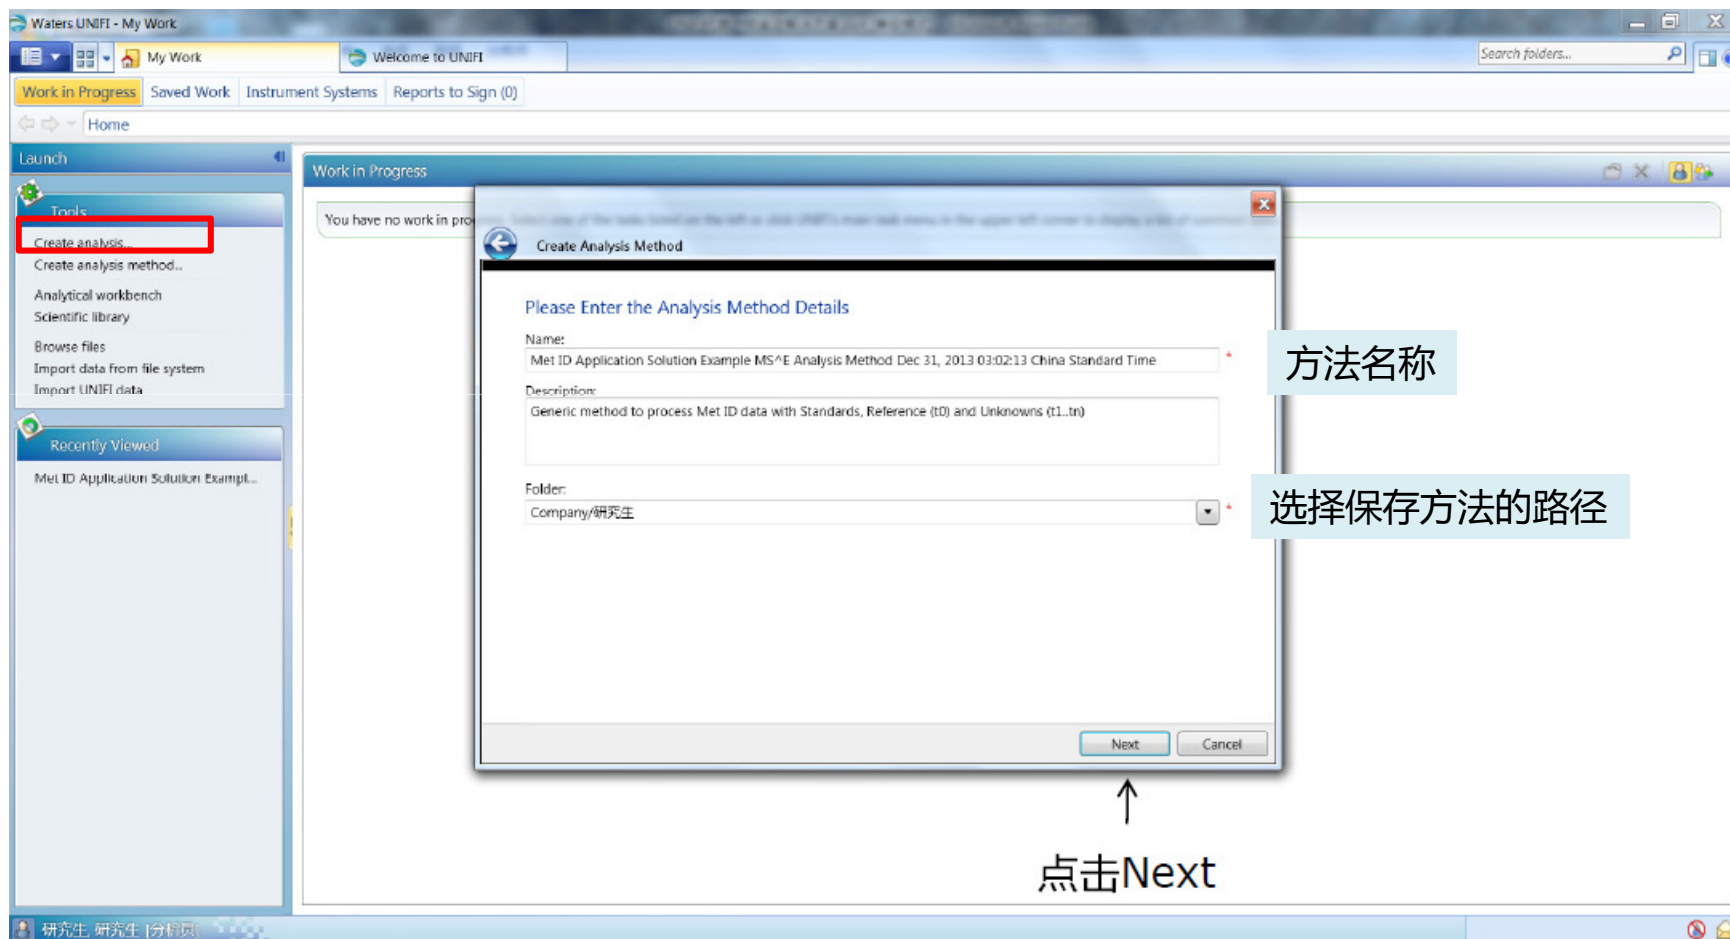 Waters UNIFI - My Work
My Work
Welcome to UNIFI
Search folders...
Work in Progress
Saved Work
Instrument Systems
Reports to Sign (0)
Home
Launch
Tools
Create analysis...
Create analysis method...
Analytical workbench
Scientific library
Browse files
Import data from file system
Import UNIFI data
Recently Viewed
Met ID Application Solution Exampl...
Work in Progress
You have no work in pro
Create Analysis Method
Please Enter the Analysis Method Details
Name:
Met ID Application Solution Example MS^E Analysis Method Dec 31, 2013 03:02:13 China Standard Time
*
方法名称
Description:
Generic method to process Met ID data with Standards, Reference (t0) and Unknowns (t1..tn)
Folder:
Company/研究生
*
选择保存方法的路径
Next
Cancel
点击Next
研究生, 研究生 [分析员]